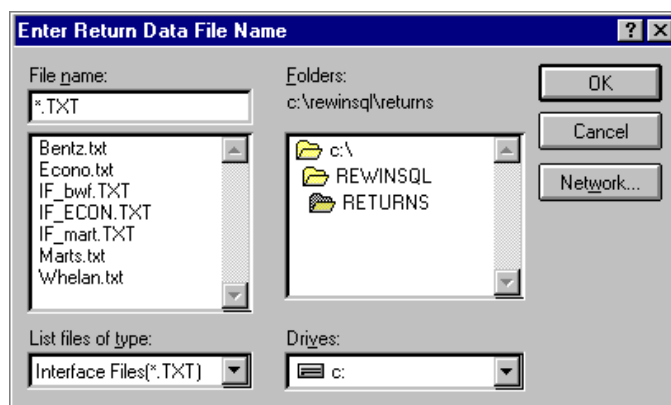 Enter Return Data File Name
File name:
*.TXT
Bentz.txt
Econo.txt
IF_bwf.TXT
IF_ECON.TXT
IF_mart.TXT
Marts.txt
Whelan.txt
List files of type:
Interface Files(*.TXT)
Folders:
c:\rewinsql\returns
c:\
REWINSQL
RETURNS
Drives:
c:
OK
Cancel
Network...